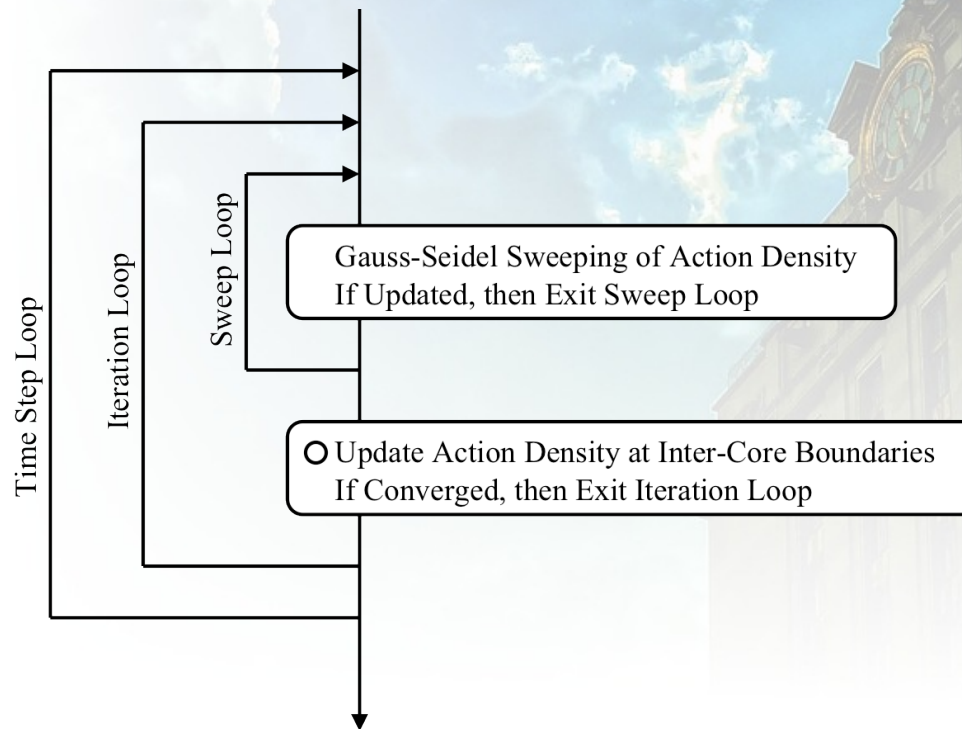 Time Step Loop
Iteration Loop
Sweep Loop
Gauss-Seidel Sweeping of Action Density
If Updated, then Exit Sweep Loop
Update Action Density at Inter-Core Boundaries
If Converged, then Exit Iteration Loop